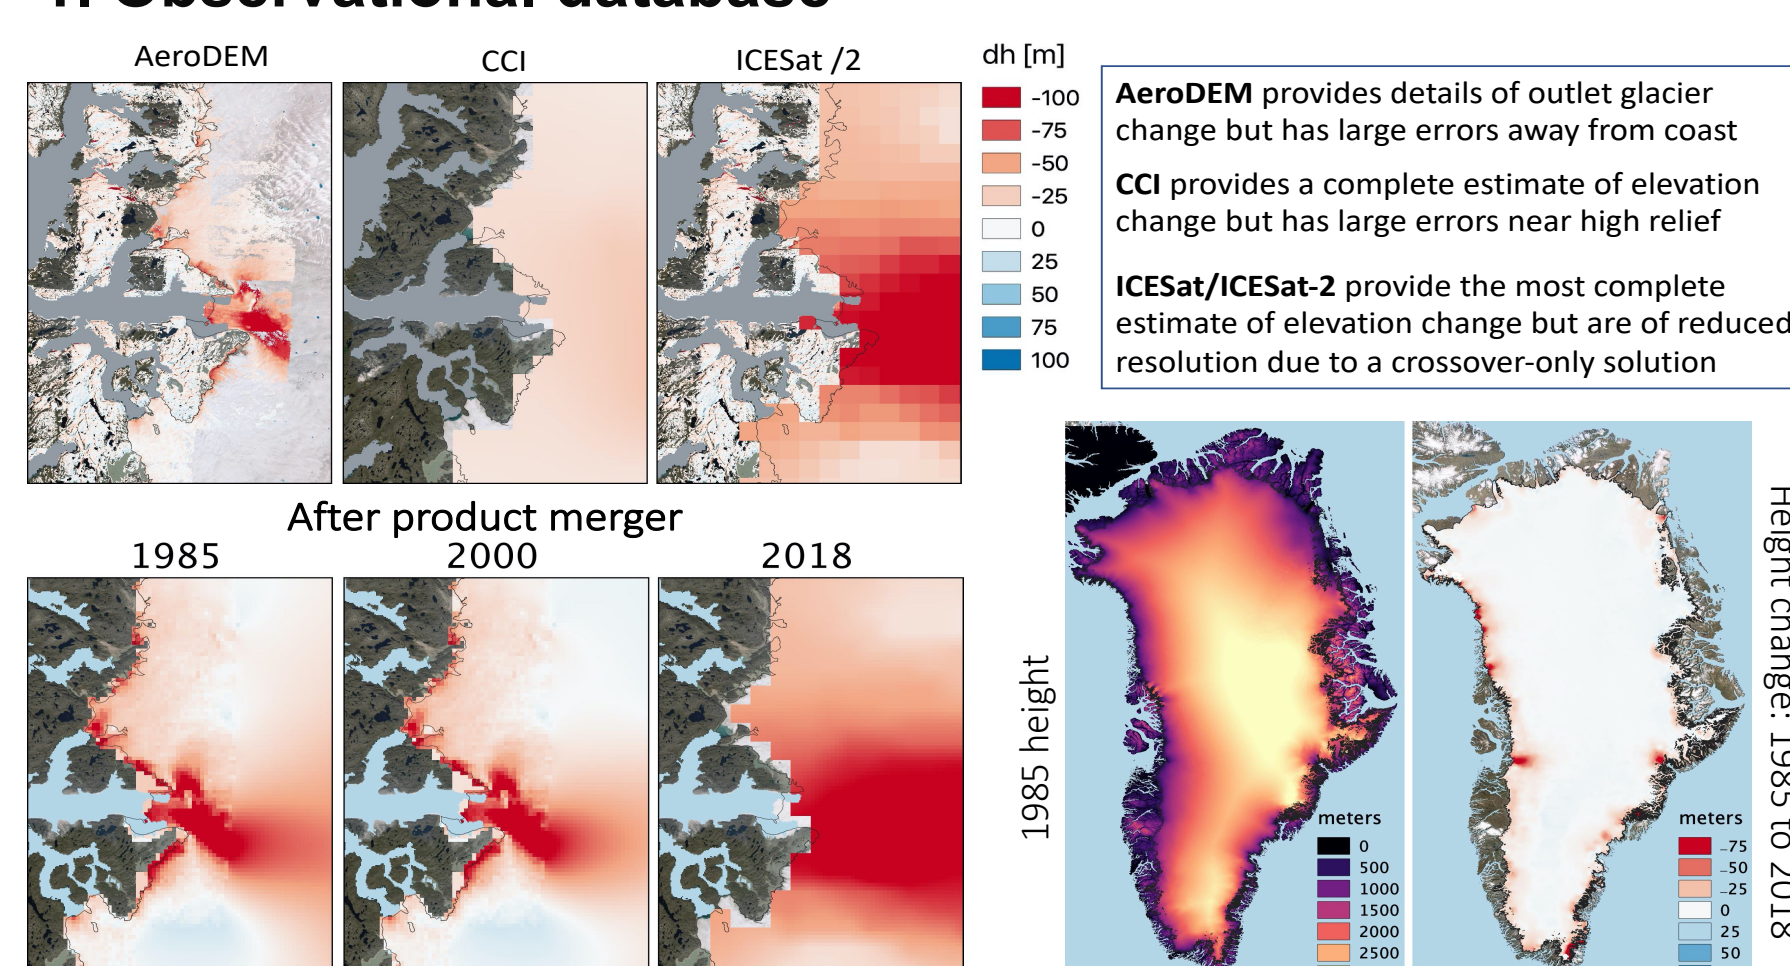 1. Observational database
AeroDEM
CCI
ICESat /2
dh [m]
-100
-75
-50
-25
0
25
50
75
100
AeroDEM provides details of outlet glacier
change but has large errors away from coast
CCI provides a complete estimate of elevation
change but has large errors near high relief
ICESat/ICESat-2 provide the most complete
estimate of elevation change but are of reduced
resolution due to a crossover-only solution
After product merger
1985
2000
2018
1985 height
meters
0
500
1000
1500
2000
2500
Height change: 1985 to 2018
meters
-75
-50
-25
0
25
50